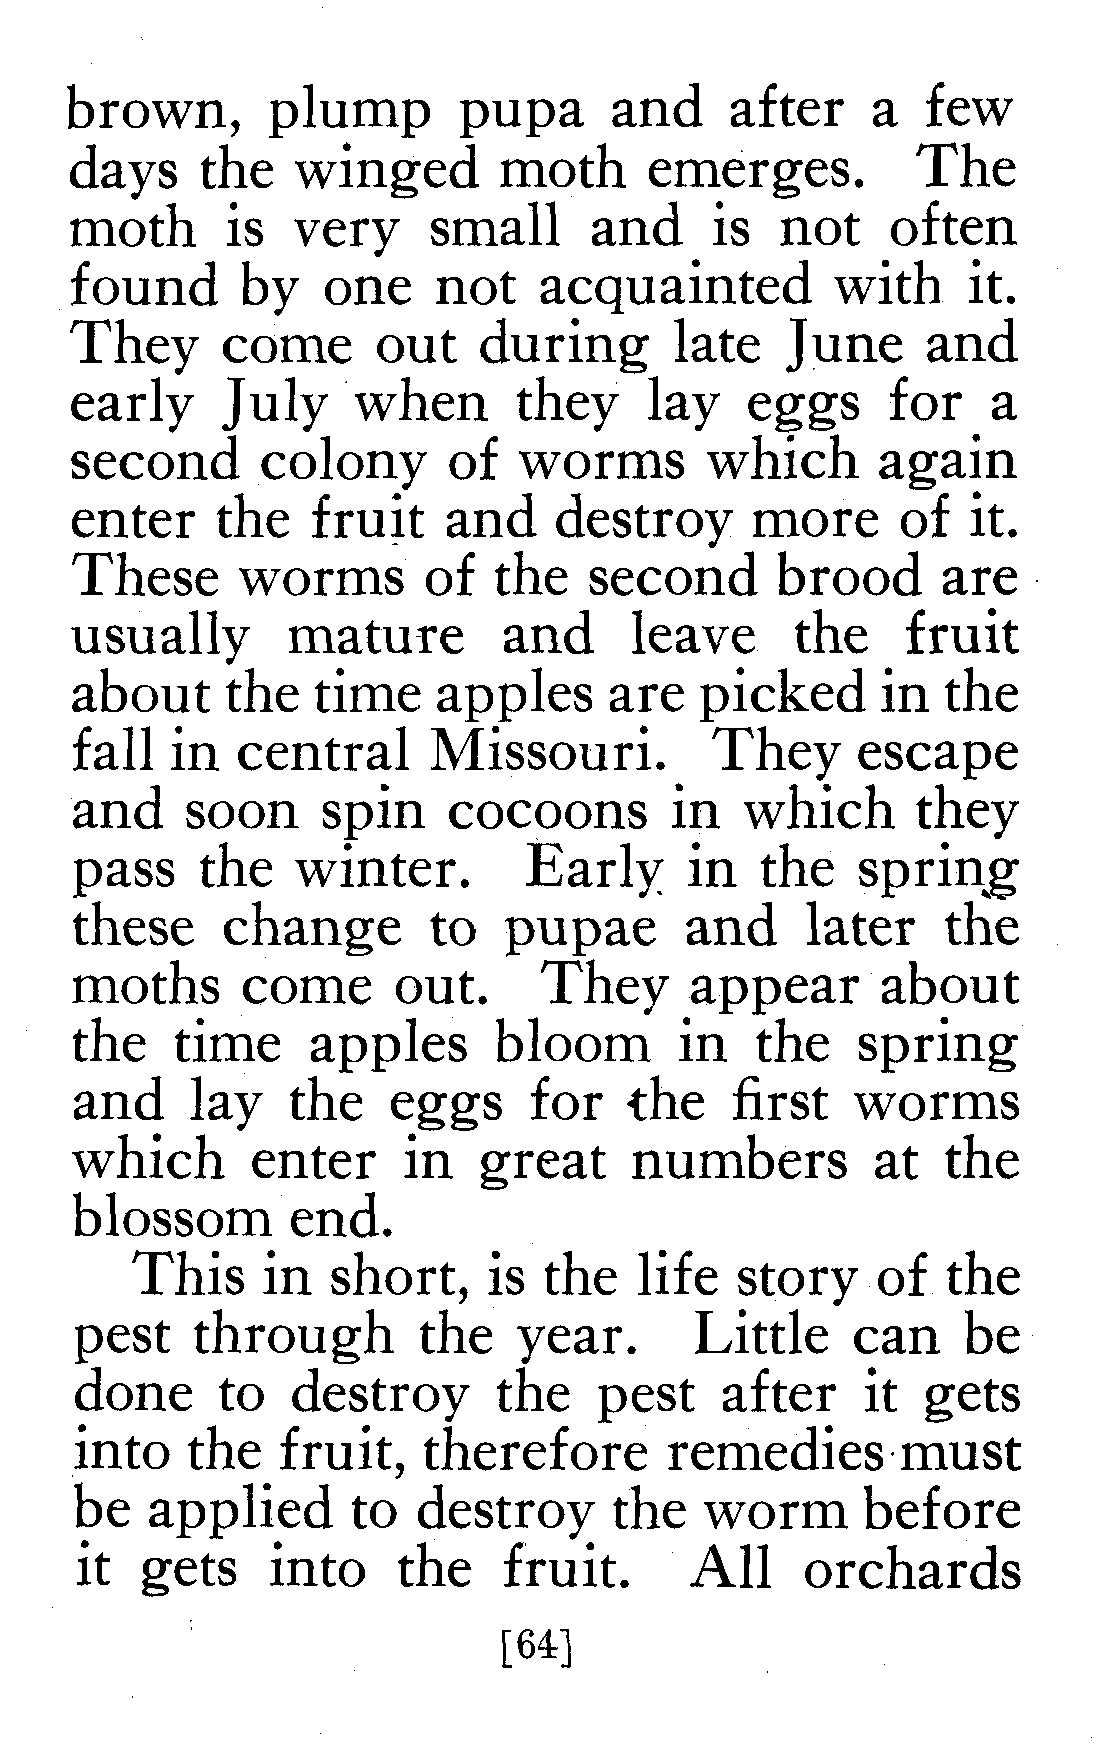 brown, plump pupa and after a few
days the winged moth emerges. The
moth is very small and is not often
found by one not acquainted with it.
They come out during late June and
early July when they lay eggs for a
second colony of worms which again
enter the fruit and destroy more of it.
These worms of the second brood are
usually mature and leave the fruit
about the time apples are picked in the
fall in central Missouri. They escape
and soon spin cocoons in which they
pass the winter. Early in the spring
these change to pupae and later the
moths come out. They appear about
the time apples bloom in the spring
and lay the eggs for the first worms
which enter in great numbers at the
blossom end.
This in short, is the life story of the
pest through the year. Little can be
done to destroy the pest after it gets
into the fruit, therefore remedies must
be applied to destroy the worm before
it gets into the fruit. All orchards
[64]